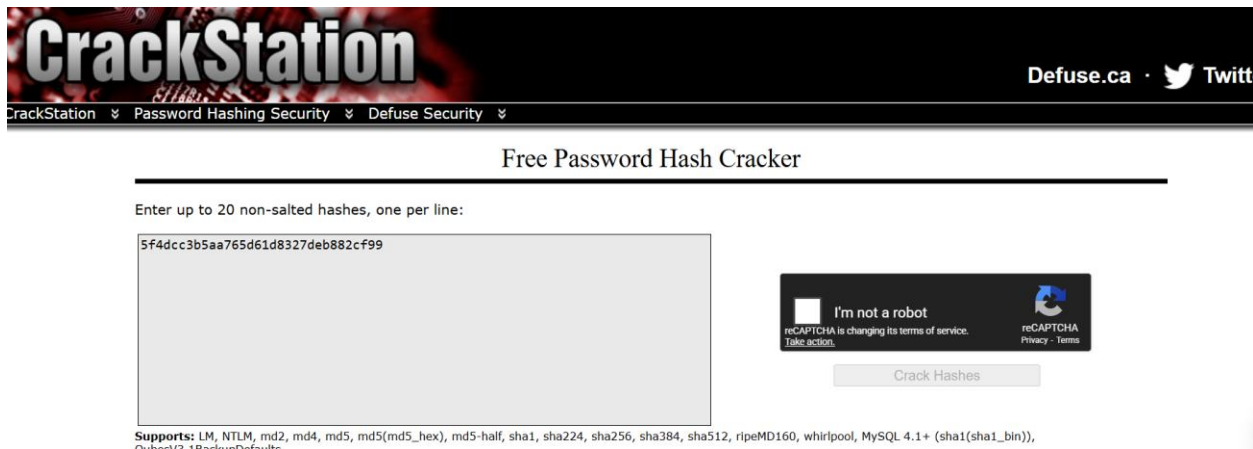 CrackStation
Defuse.ca · Twitt
CrackStation Password Hashing Security Defuse Security
Free Password Hash Cracker
Enter up to 20 non-salted hashes, one per line:
5f4dcc3b5aa765d61d8327deb882cf99
I'm not a robot
reCAPTCHA is changing its terms of service.
Take action.
reCAPTCHA
Privacy - Terms
Crack Hashes
Supports: LM, NTLM, md2, md4, md5, md5(md5_hex), md5-half, sha1, sha224, sha256, sha384, sha512, ripeMD160, whirlpool, MySQL 4.1+ (sha1(sha1_bin)),
QubesV3.1BackupDefaults